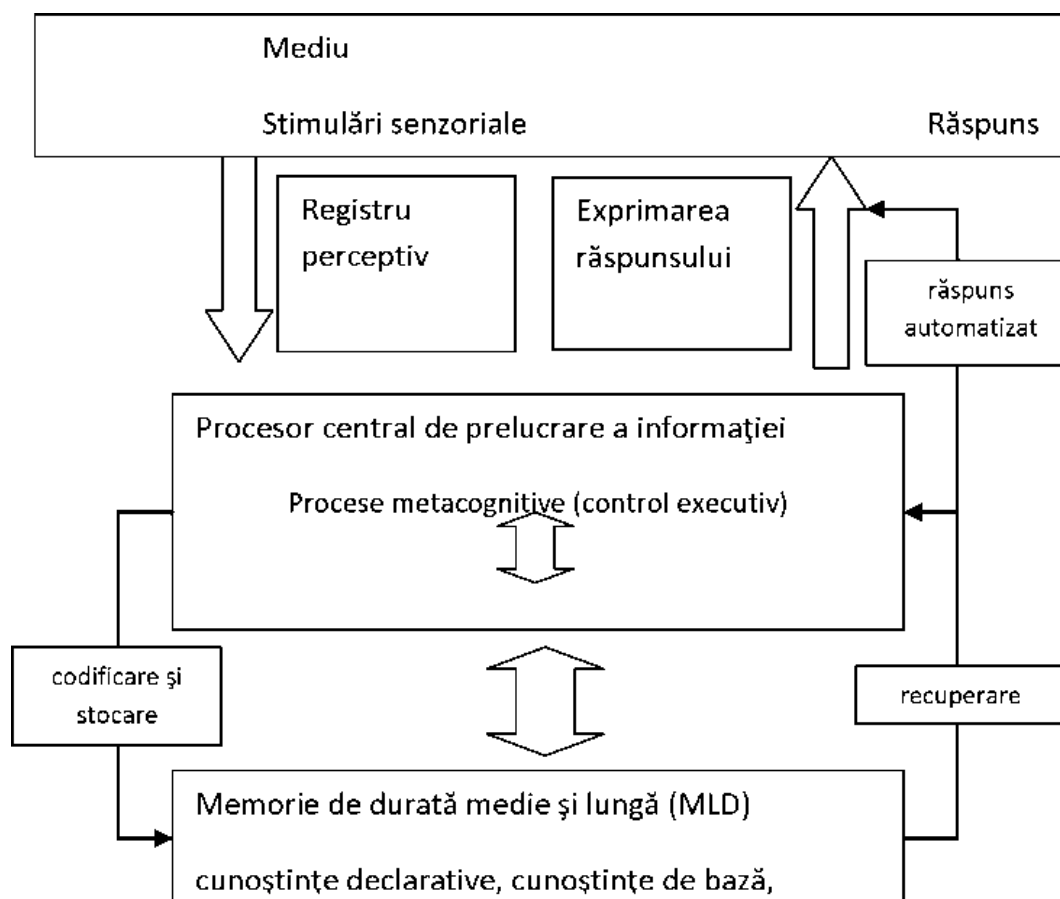 Mediu
Stimulări senzoriale Răspuns
Registru
perceptiv
Exprimarea
răspunsului
răspuns
automatizat
Procesor central de prelucrare a informaţiei
Procese metacognitive (control executiv)
codificare şi
stocare
recuperare
Memorie de durată medie şi lungă (MLD)
cunoştinţe declarative, cunoştinţe de bază,